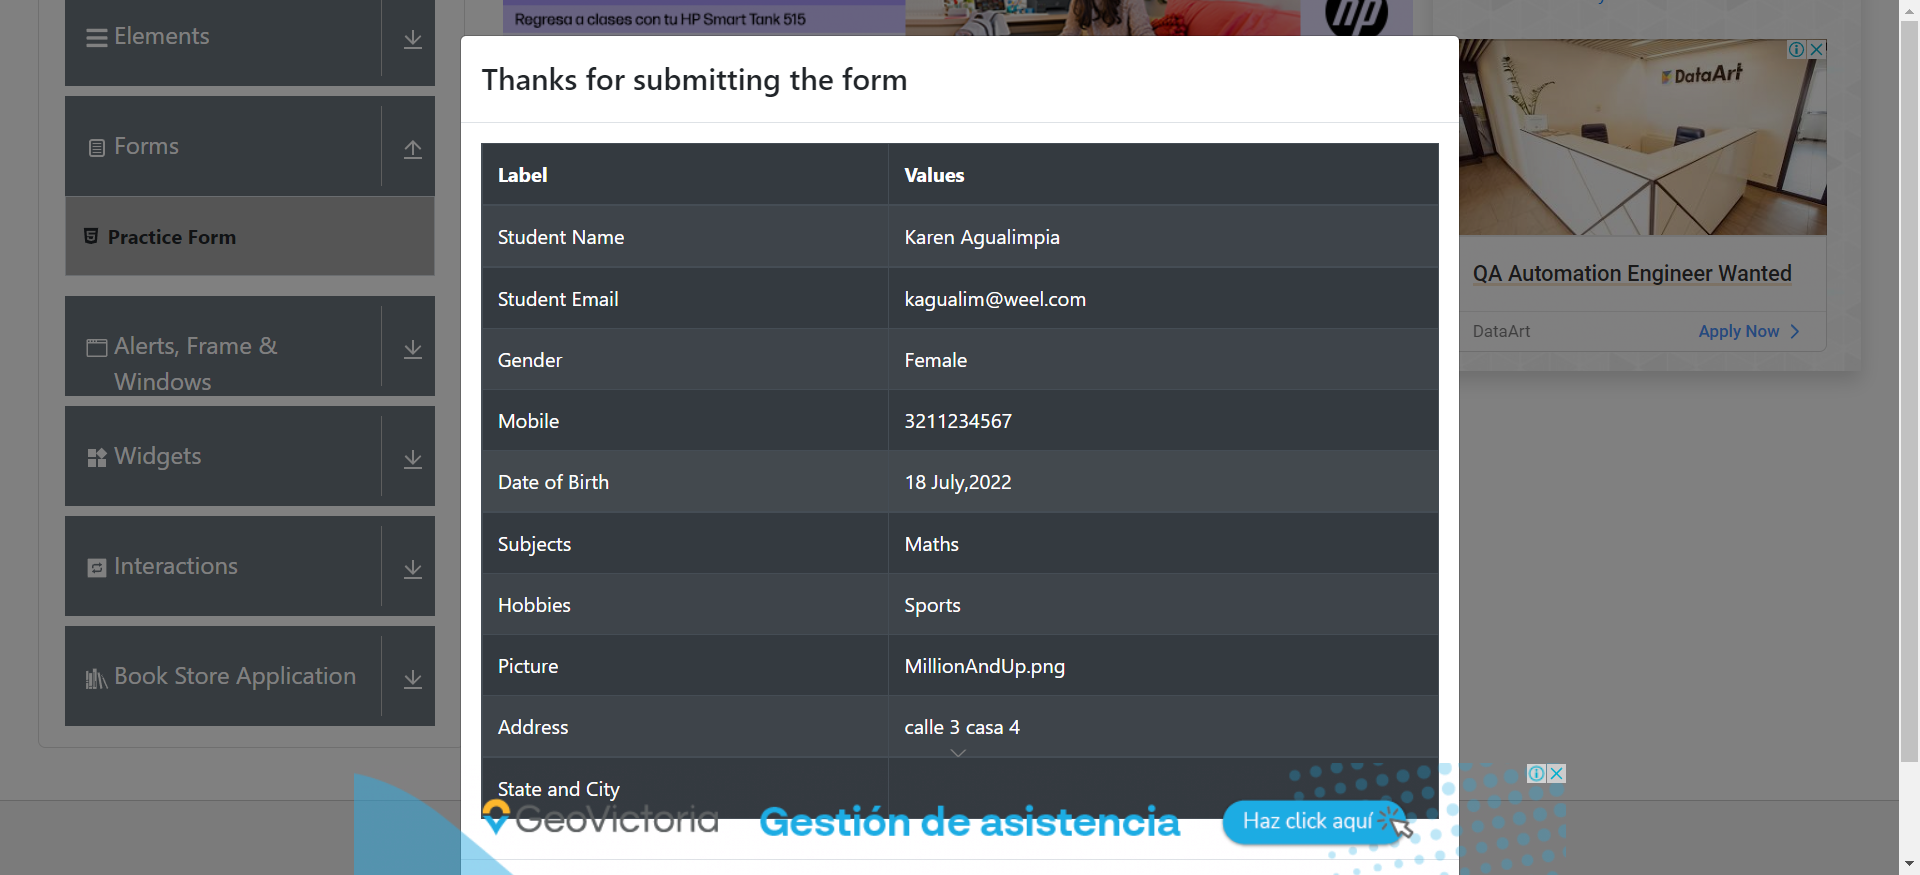 Regresa a clases con tu HP Smart Tank 515
hp
Elements
Forms
Practice Form
Alerts, Frame &
Windows
Widgets
Interactions
Book Store Application
Thanks for submitting the form
Label Values
Student Name Karen Agualimpia
Student Email kagualim@weel.com
Gender Female
Mobile 3211234567
Date of Birth 18 July,2022
Subjects Maths
Hobbies Sports
Picture MillionAndUp.png
Address calle 3 casa 4
State and City
DataArt
QA Automation Engineer Wanted
DataArt Apply Now
GeoVictoria Gestión de asistencia Haz click aquí